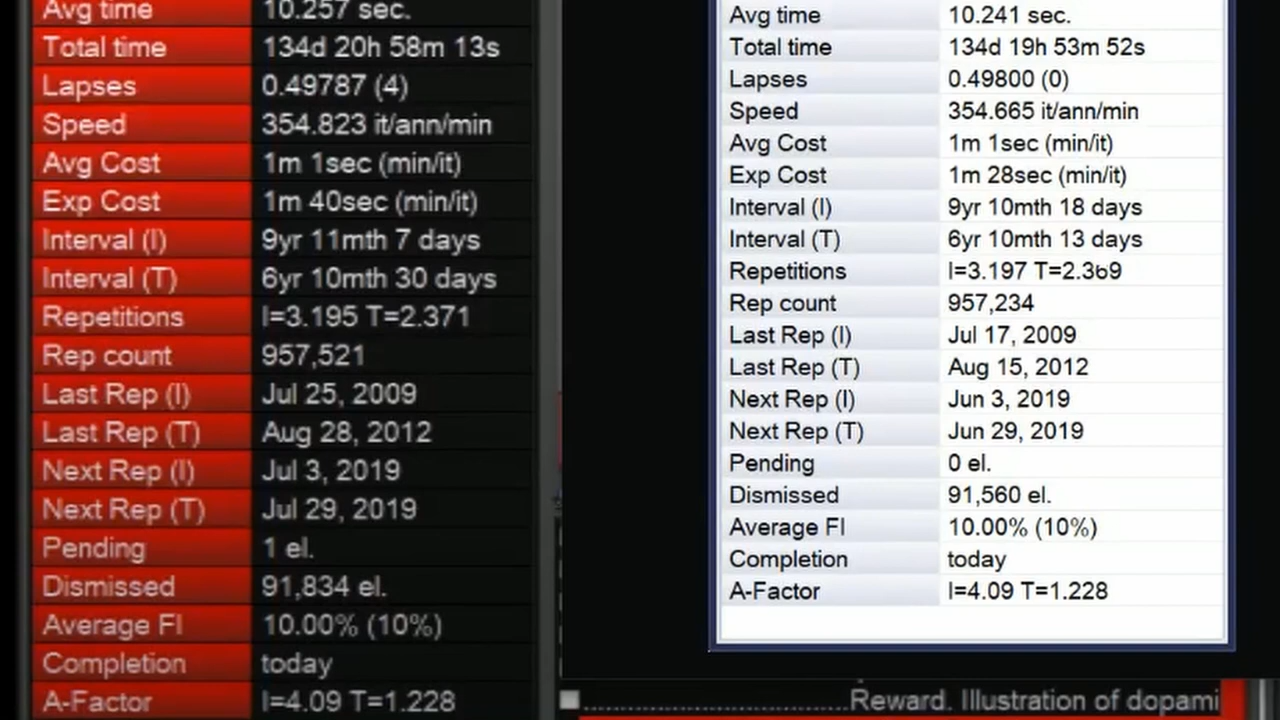 Avg time 10.257 sec.
Total time 134d 20h 58m 13s
Lapses 0.49787 (4)
Speed 354.823 it/ann/min
Avg Cost 1m 1sec (min/it)
Exp Cost 1m 40sec (min/it)
Interval (I) 9yr 11mth 7 days
Interval (T) 6yr 10mth 30 days
Repetitions I=3.195 T=2.371
Rep count 957,521
Last Rep (I) Jul 25, 2009
Last Rep (T) Aug 28, 2012
Next Rep (I) Jul 3, 2019
Next Rep (T) Jul 29, 2019
Pending 1 el.
Dismissed 91,834 el.
Average FI 10.00% (10%)
Completion today
A-Factor I=4.09 T=1.228
Avg time 10.241 sec.
Total time 134d 19h 53m 52s
Lapses 0.49800 (0)
Speed 354.665 it/ann/min
Avg Cost 1m 1sec (min/it)
Exp Cost 1m 28sec (min/it)
Interval (I) 9yr 10mth 18 days
Interval (T) 6yr 10mth 13 days
Repetitions I=3.197 T=2.369
Rep count 957,234
Last Rep (I) Jul 17, 2009
Last Rep (T) Aug 15, 2012
Next Rep (I) Jun 3, 2019
Next Rep (T) Jun 29, 2019
Pending 0 el.
Dismissed 91,560 el.
Average FI 10.00% (10%)
Completion today
A-Factor I=4.09 T=1.228
Reward. Illustration of dopami